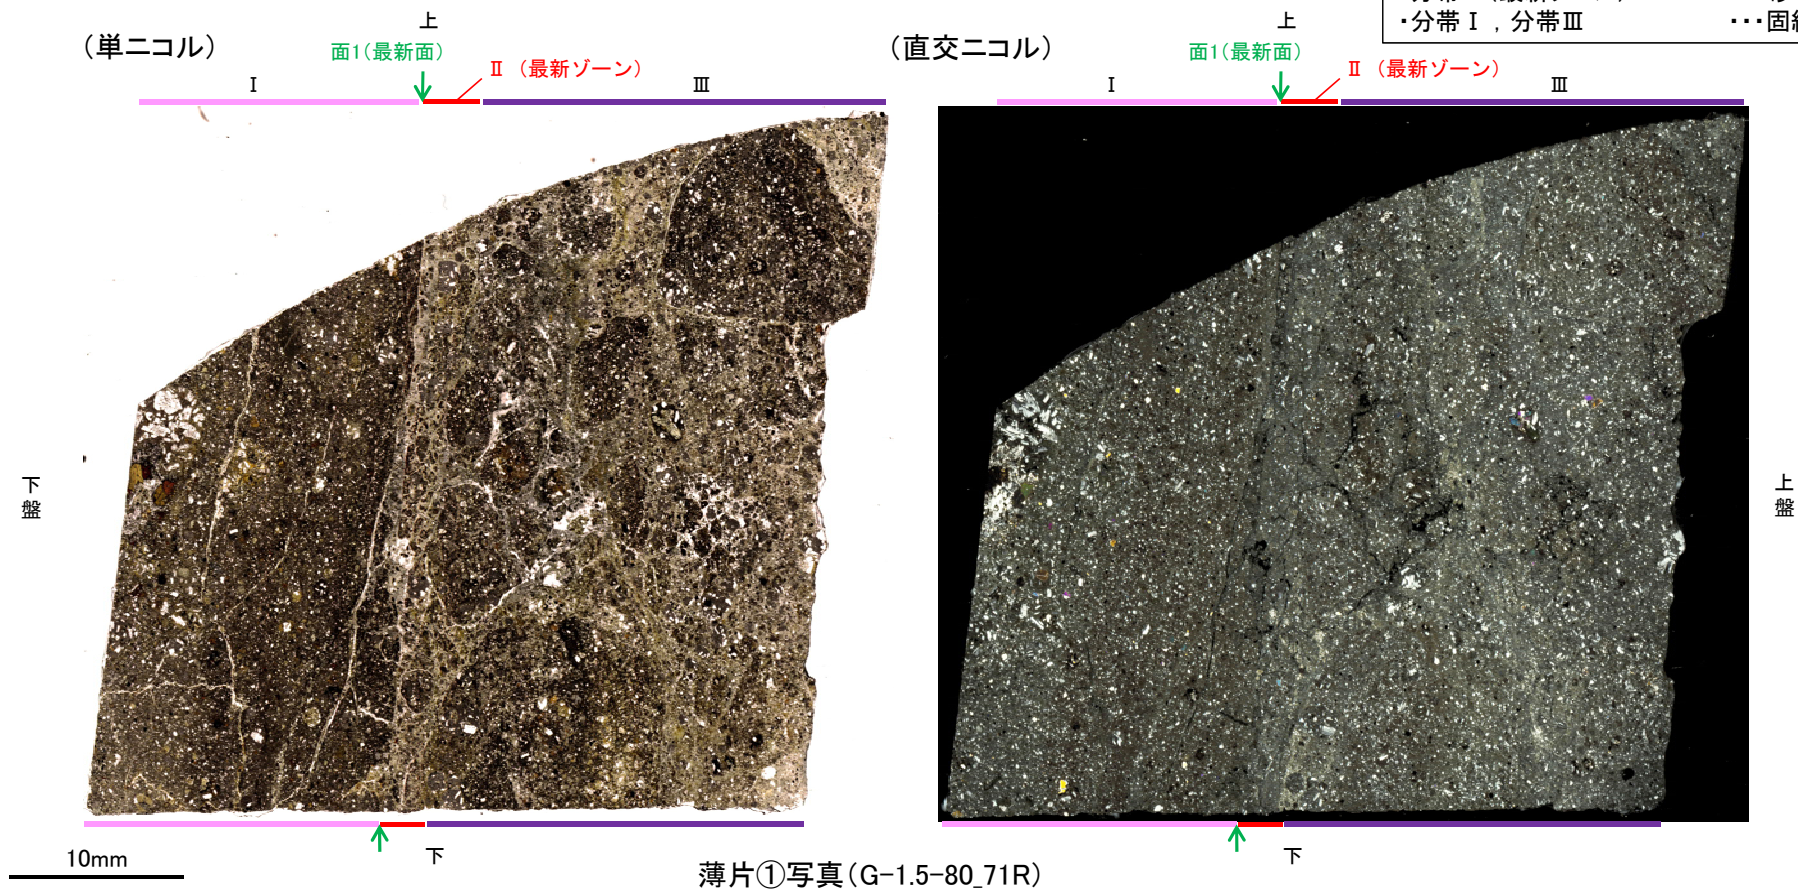 ・分帯Ⅰ，分帯Ⅲ ・・・固
上
上
(単ニコル)
面1(最新面)
Ⅱ (最新ゾーン)
Ⅰ
Ⅲ
(直交ニコル)
面1(最新面)
Ⅱ (最新ゾーン)
Ⅰ
Ⅲ
下盤
上盤
10mm
下
下
薄片①写真(G-1.5-80_71R)